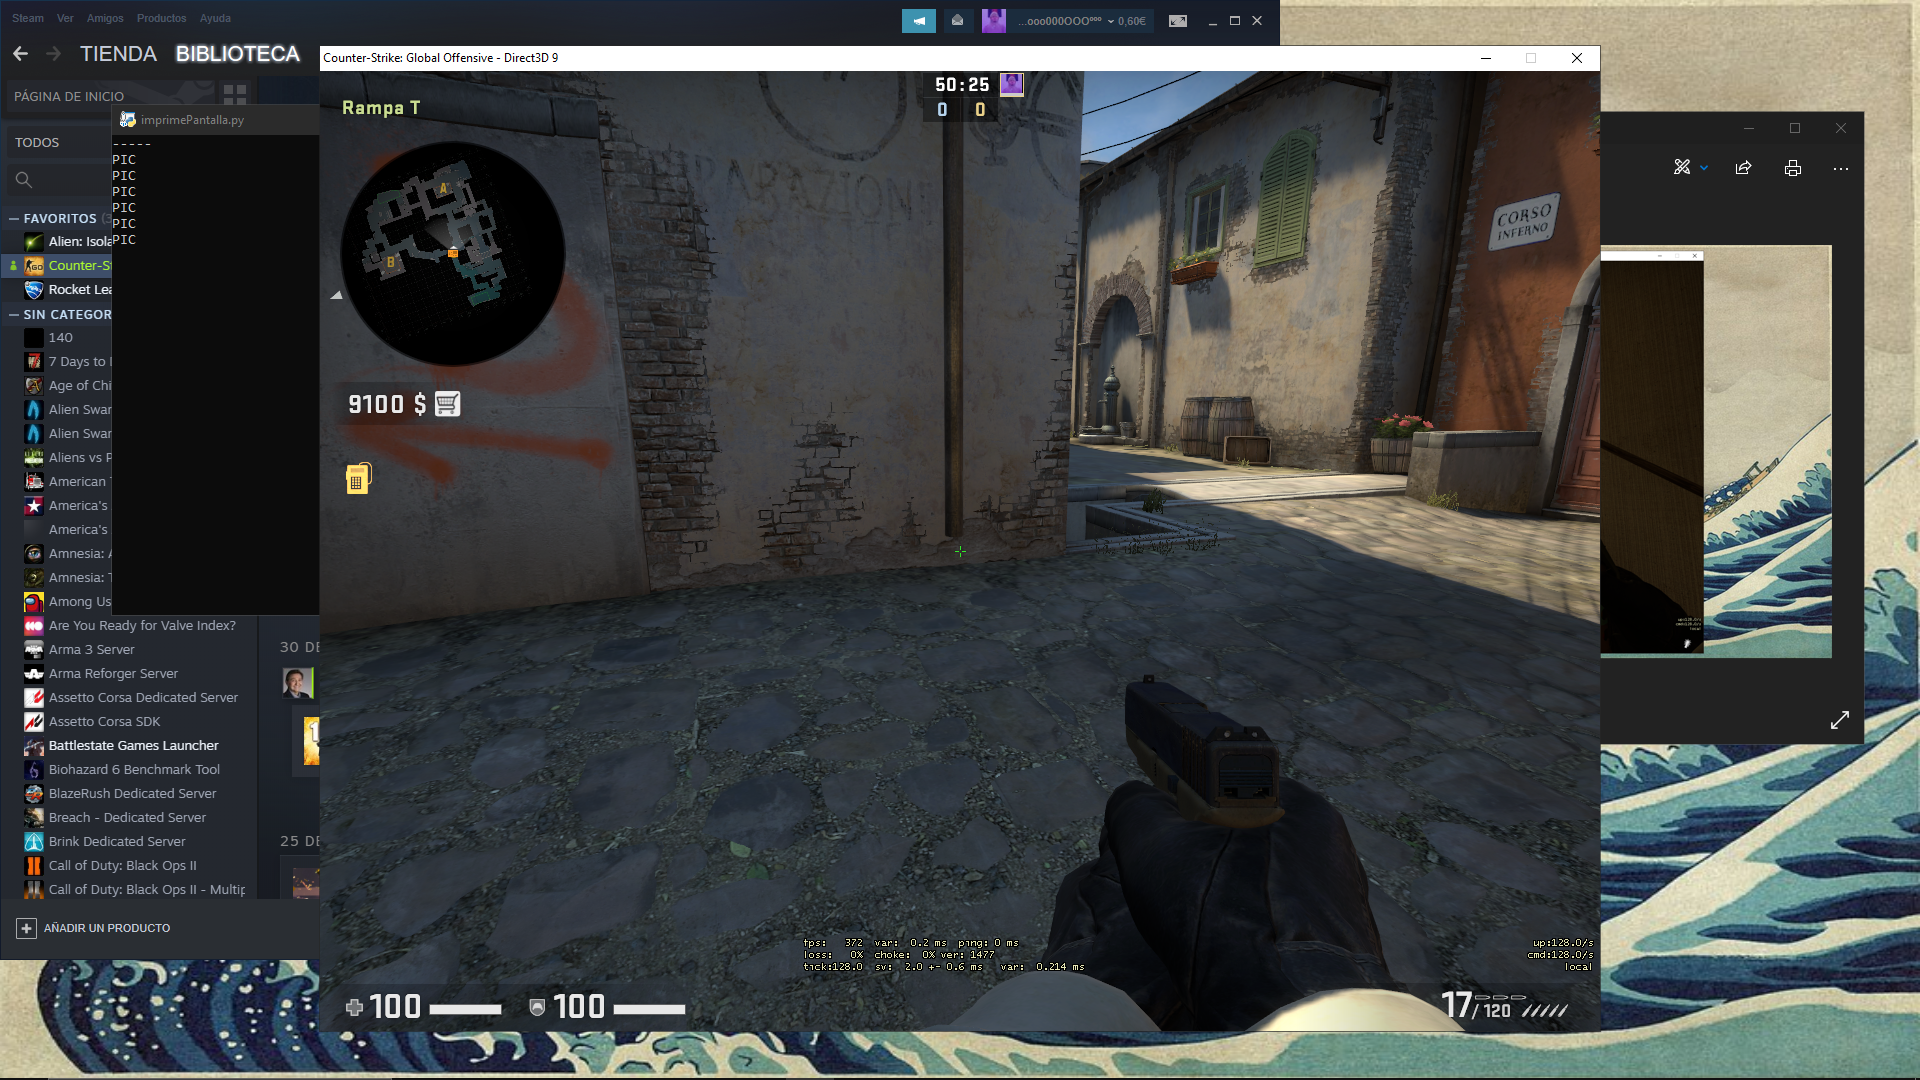 Steam Ver Amigos Productos Ayuda
...ooo000OOOººº 0,60€
TIENDA BIBLIOTECA
PÁGINA DE INICIO
TODOS
FAVORITOS
Alien: Isola
Counter-St
Rocket Lea
SIN CATEGOR
140
7 Days to
Age of Chi
Alien Swar
Alien Swar
Aliens vs P
American
America's
America's
Amnesia: A
Amnesia: T
Among Us
Are You Ready for Valve Index?
Arma 3 Server
Arma Reforger Server
Assetto Corsa Dedicated Server
Assetto Corsa SDK
Battlestate Games Launcher
Biohazard 6 Benchmark Tool
BlazeRush Dedicated Server
Breach - Dedicated Server
Brink Dedicated Server
Call of Duty: Black Ops II
Call of Duty: Black Ops II - Multip
AÑADIR UN PRODUCTO
30 DE
25 DE
imprimePantalla.py
-----
PIC
PIC
PIC
PIC
PIC
PIC
Counter-Strike: Global Offensive - Direct3D 9
Rampa T
50:25
0 0
A
B
9100 $
CORSO
INFERNO
fps: 372 var: 0.2 ms ping: 0 ms
loss: 0% choke: 0% ver: 1477
tick:128.0 sv: 2.0 +- 0.6 ms var: 0.214 ms
up:128.0/s
cmd:128.0/s
local
100 100
17/120